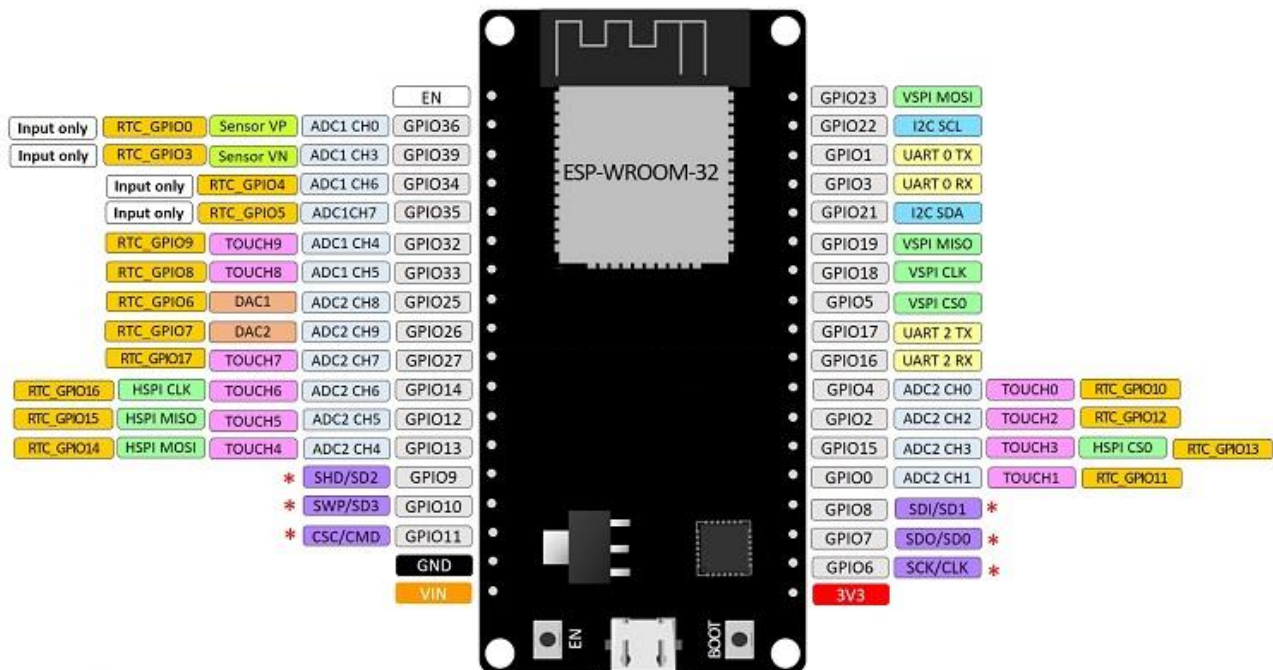 EN
Input only RTC_GPIO0 Sensor VP ADC1 CH0 GPIO36
Input only RTC_GPIO3 Sensor VN ADC1 CH3 GPIO39
Input only RTC_GPIO4 ADC1 CH6 GPIO34
Input only RTC_GPIO5 ADC1CH7 GPIO35
RTC_GPIO9 TOUCH9 ADC1 CH4 GPIO32
RTC_GPIO8 TOUCH8 ADC1 CH5 GPIO33
RTC_GPIO6 DAC1 ADC2 CH8 GPIO25
RTC_GPIO7 DAC2 ADC2 CH9 GPIO26
RTC_GPIO17 TOUCH7 ADC2 CH7 GPIO27
RTC_GPIO16 HSPI CLK TOUCH6 ADC2 CH6 GPIO14
RTC_GPIO15 HSPI MISO TOUCH5 ADC2 CH5 GPIO12
RTC_GPIO14 HSPI MOSI TOUCH4 ADC2 CH4 GPIO13
* SHD/SD2 GPIO9
* SWP/SD3 GPIO10
* CSC/CMD GPIO11
GND
VIN
ESP-WROOM-32
EN
BOOT
GPIO23 VSPI MOSI
GPIO22 I2C SCL
GPIO1 UART 0 TX
GPIO3 UART 0 RX
GPIO21 I2C SDA
GPIO19 VSPI MISO
GPIO18 VSPI CLK
GPIO5 VSPI CS0
GPIO17 UART 2 TX
GPIO16 UART 2 RX
GPIO4 ADC2 CH0 TOUCH0 RTC_GPIO10
GPIO2 ADC2 CH2 TOUCH2 RTC_GPIO12
GPIO15 ADC2 CH3 TOUCH3 HSPI CS0 RTC_GPIO13
GPIO0 ADC2 CH1 TOUCH1 RTC_GPIO11
GPIO8 SDI/SD1 *
GPIO7 SDO/SD0 *
GPIO6 SCK/CLK *
3V3